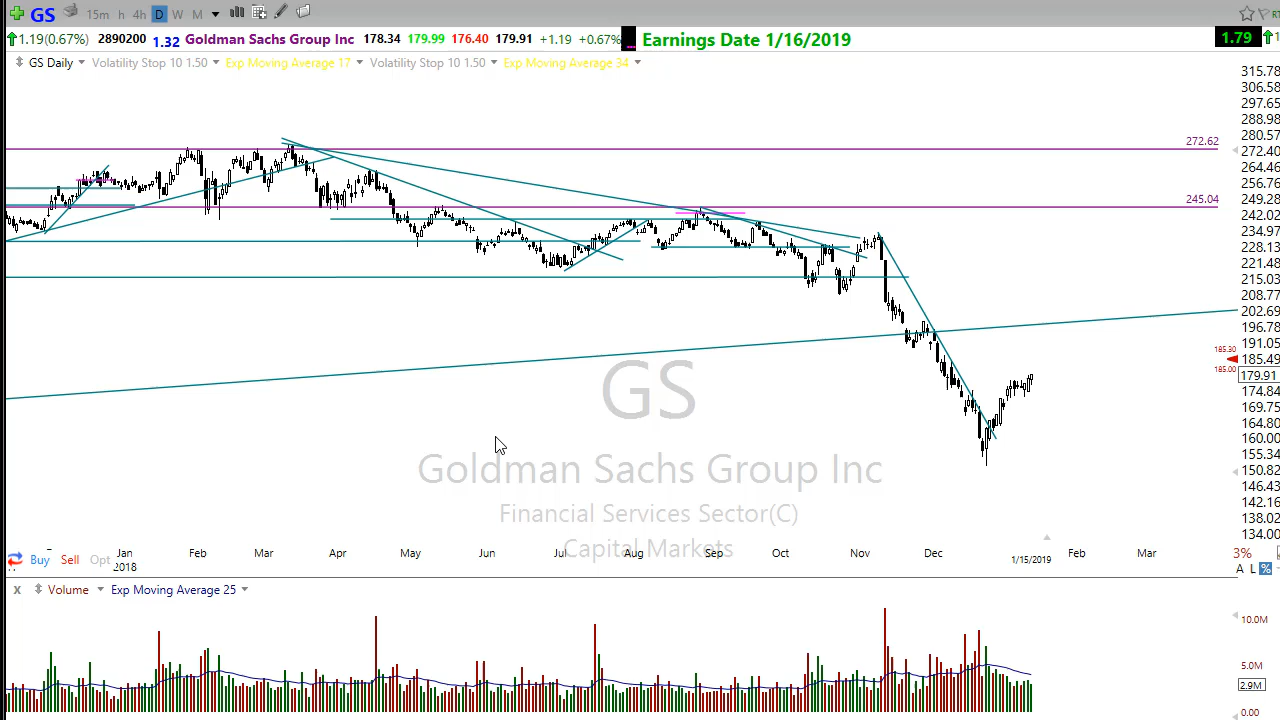 GS 15m h 4h D W M
1.19(0.67%) 2890200 1.32 Goldman Sachs Group Inc 178.34 179.99 176.40 179.91 +1.19 +0.67% Earnings Date 1/16/2019 1.79
GS Daily Volatility Stop 10 1.50 Exp Moving Average 17 Volatility Stop 10 1.50 Exp Moving Average 34
315.78
306.58
297.65
288.98
280.57
272.62
272.40
264.46
256.76
245.04
249.28
242.02
234.97
228.13
221.48
215.03
208.77
202.69
196.78
191.05
185.30
185.49
185.00
179.91
174.84
169.75
164.80
160.00
155.34
150.82
146.43
142.16
138.02
134.00
GS
Goldman Sachs Group Inc
Financial Services Sector(C)
Capital Markets
Jan Feb Mar Apr May Jun Jul Aug Sep Oct Nov Dec Feb Mar
2018 1/15/2019
Buy Sell Opt 3%
A L %
X Volume Exp Moving Average 25
10.0M
5.0M
2.9M
0.00